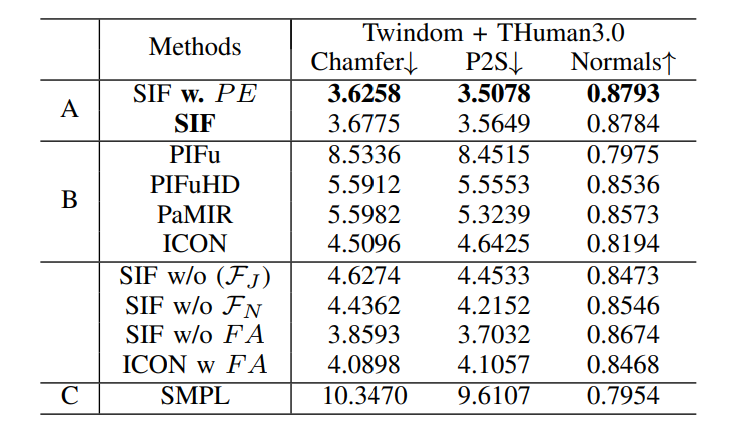 Methods Twindom + THuman3.0
Chamfer↓ P2S↓ Normals↑
A SIF w. PE 3.6258 3.5078 0.8793
SIF 3.6775 3.5649 0.8784
B PIFu 8.5336 8.4515 0.7975
PIFuHD 5.5912 5.5553 0.8536
PaMIR 5.5982 5.3239 0.8573
ICON 4.5096 4.6425 0.8194
SIF w/o (𝓕_J) 4.6274 4.4533 0.8473
SIF w/o 𝓕_N 4.4362 4.2152 0.8546
SIF w/o FA 3.8593 3.7032 0.8674
ICON w FA 4.0898 4.1057 0.8468
C SMPL 10.3470 9.6107 0.7954